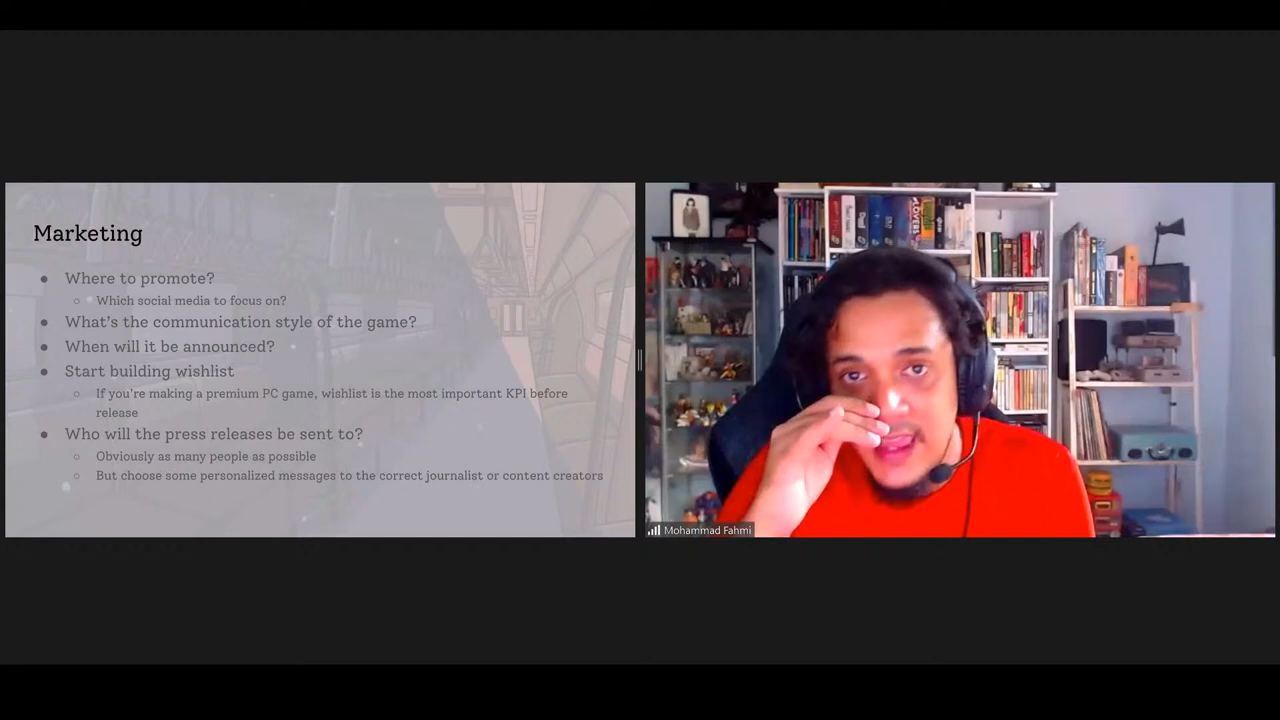 Marketing
● Where to promote?
○ Which social media to focus on?
● What's the communication style of the game?
● When will it be announced?
● Start building wishlist
○ If you're making a premium PC game, wishlist is the most important KPI before
release
● Who will the press releases be sent to?
○ Obviously as many people as possible
○ But choose some personalized messages to the correct journalist or content creators
Mohammad Fahmi